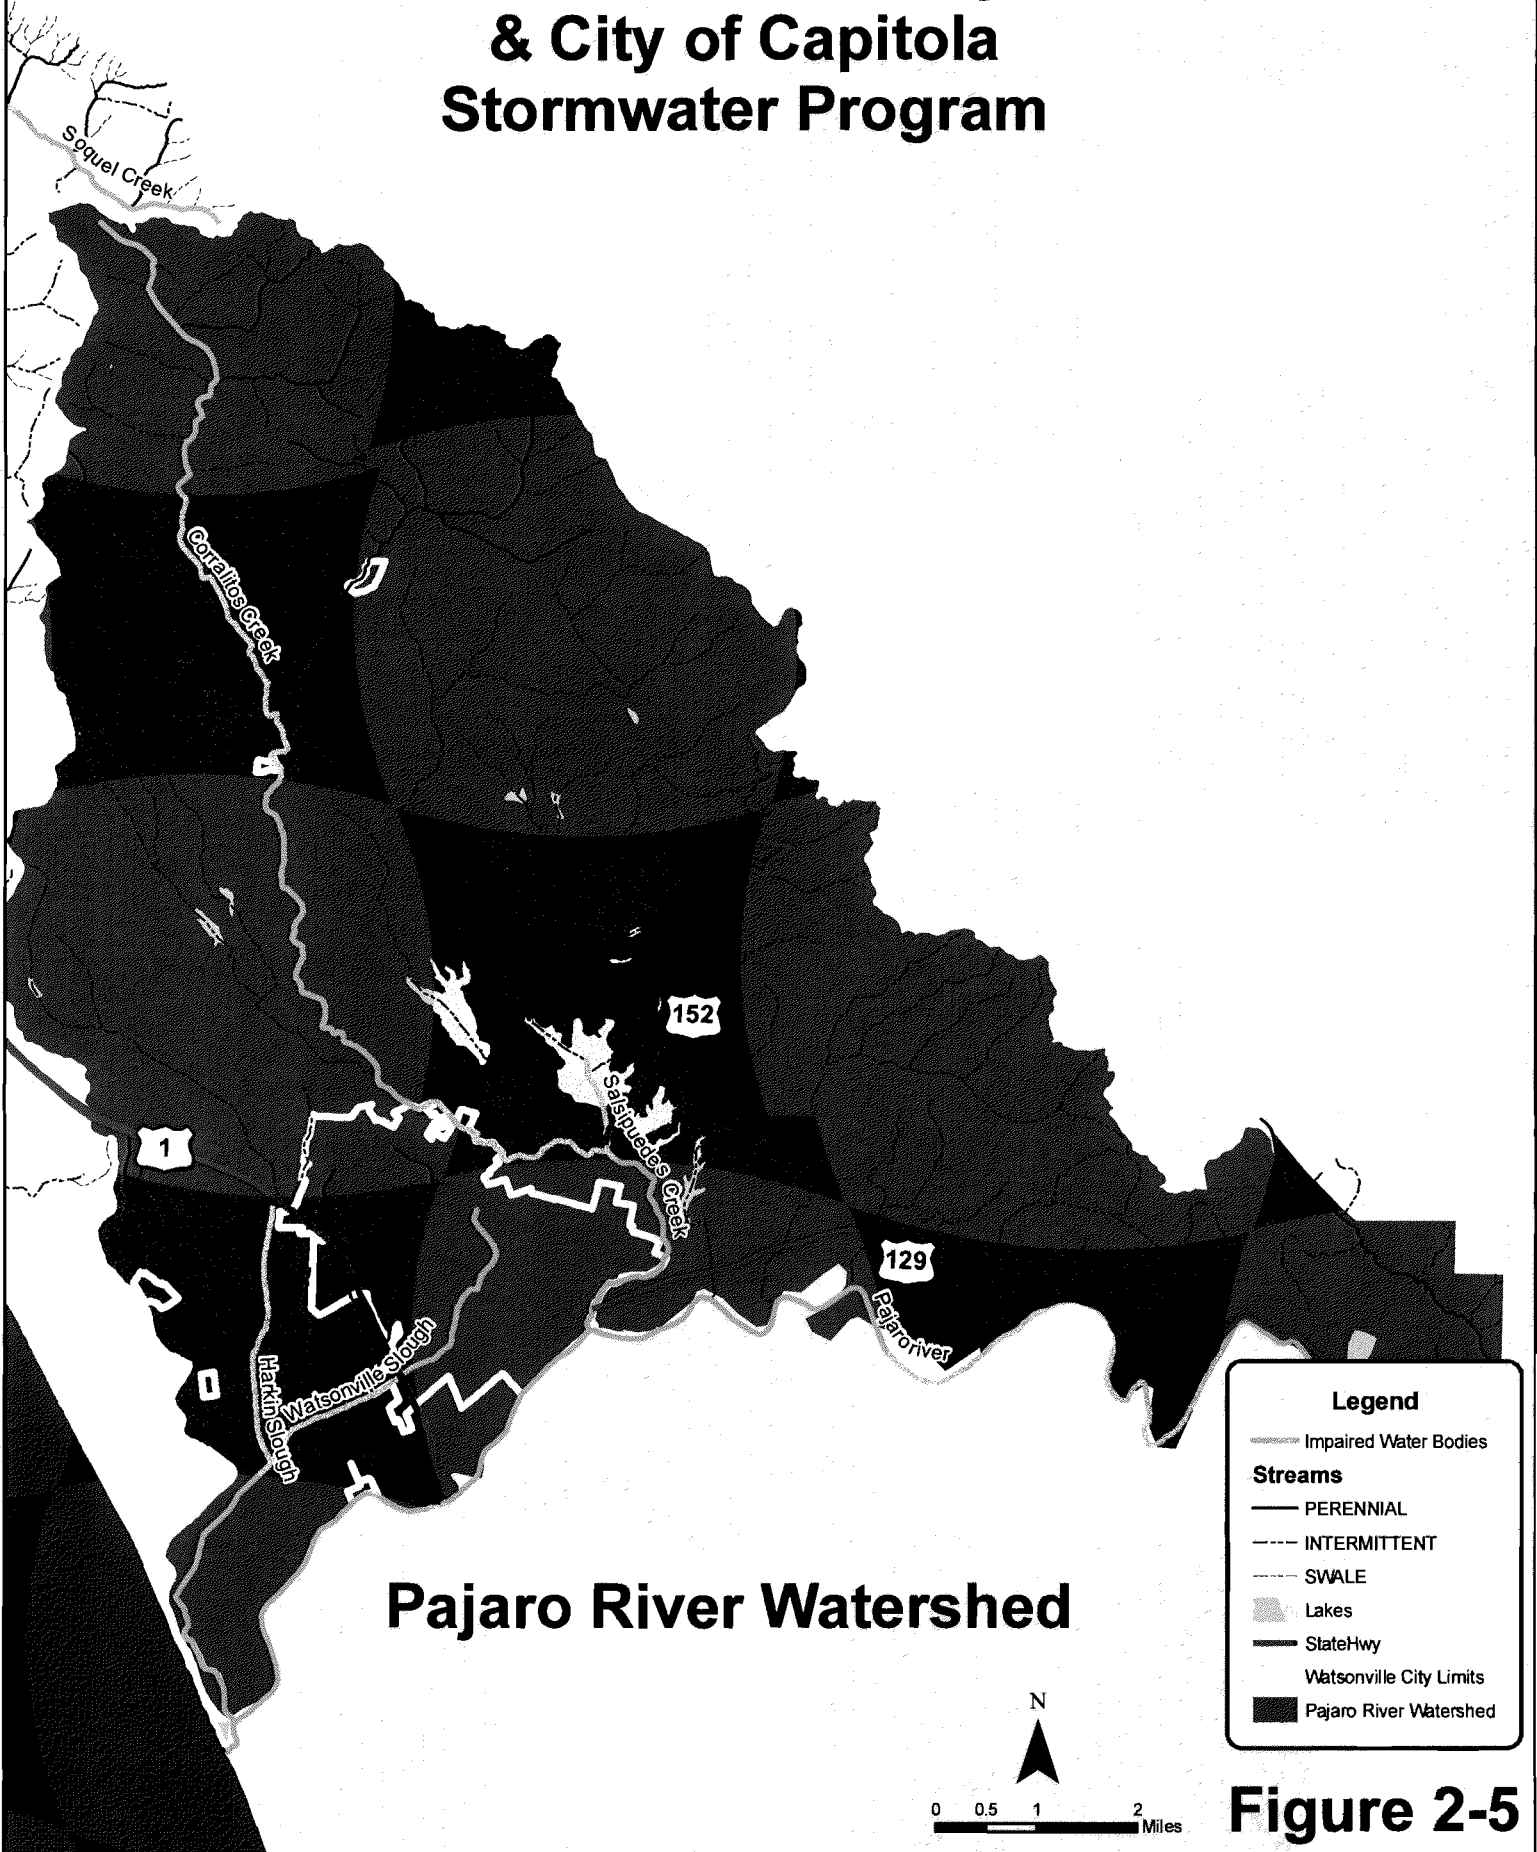 & City of Capitola
Stormwater Program
Soquel Creek
Corralitos Creek
152
Salsipuedes Creek
1
129
Pajaro river
Watsonville Slough
Harkin Slough
Legend
Impaired Water Bodies
Streams
PERENNIAL
INTERMITTENT
SWALE
Lakes
StateHwy
Watsonville City Limits
Pajaro River Watershed
Pajaro River Watershed
N
0 0.5 1 2
Miles
Figure 2-5